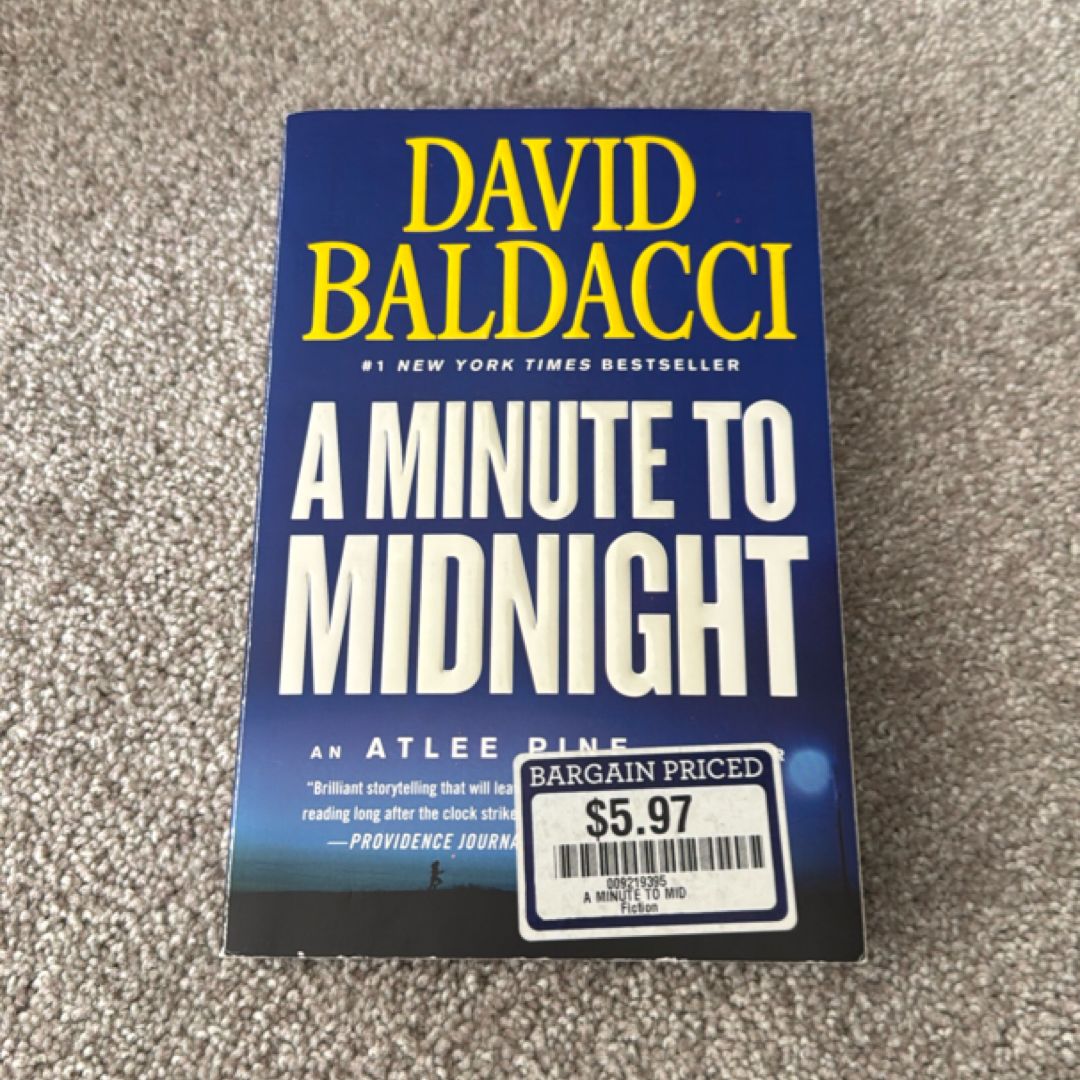 DAVID
BALDACCI
#1 NEW YORK TIMES BESTSELLER
A MINUTE TO
MIDNIGHT
AN ATLEE PINE
"Brilliant storytelling that will
reading long after the clock
—PROVIDENCE
BARGAIN PRICED
$5.97
009219395
A MINUTE TO MID
Fiction